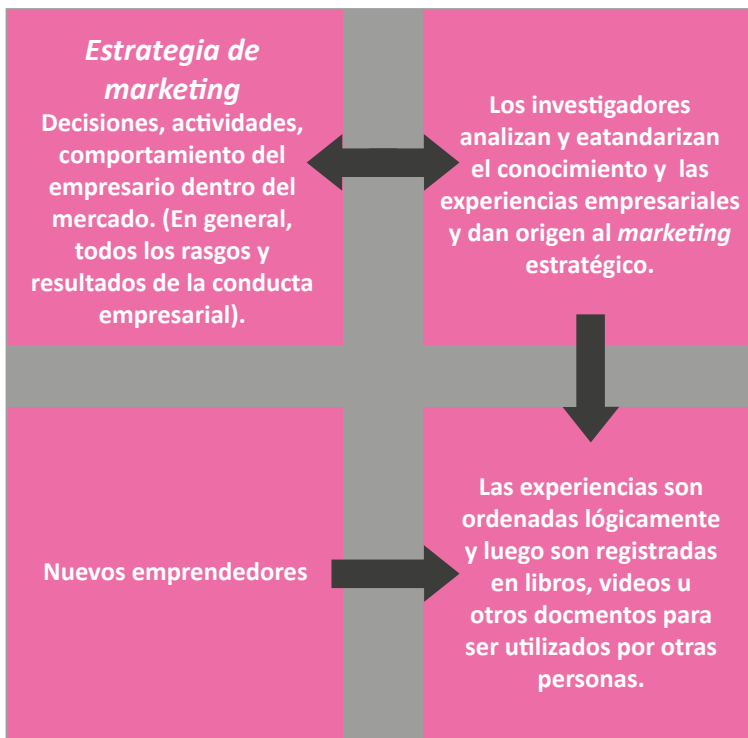 Estrategia de
marketing
Decisiones, actividades,
comportamiento del
empresario dentro del
mercado. (En general,
todos los rasgos y
resultados de la conducta
empresarial).
Los investigadores
analizan y eatandarizan
el conocimiento y las
experiencias empresariales
y dan origen al marketing
estratégico.
Nuevos emprendedores
Las experiencias son
ordenadas lógicamente
y luego son registradas
en libros, videos u
otros docmentos para
ser utilizados por otras
personas.